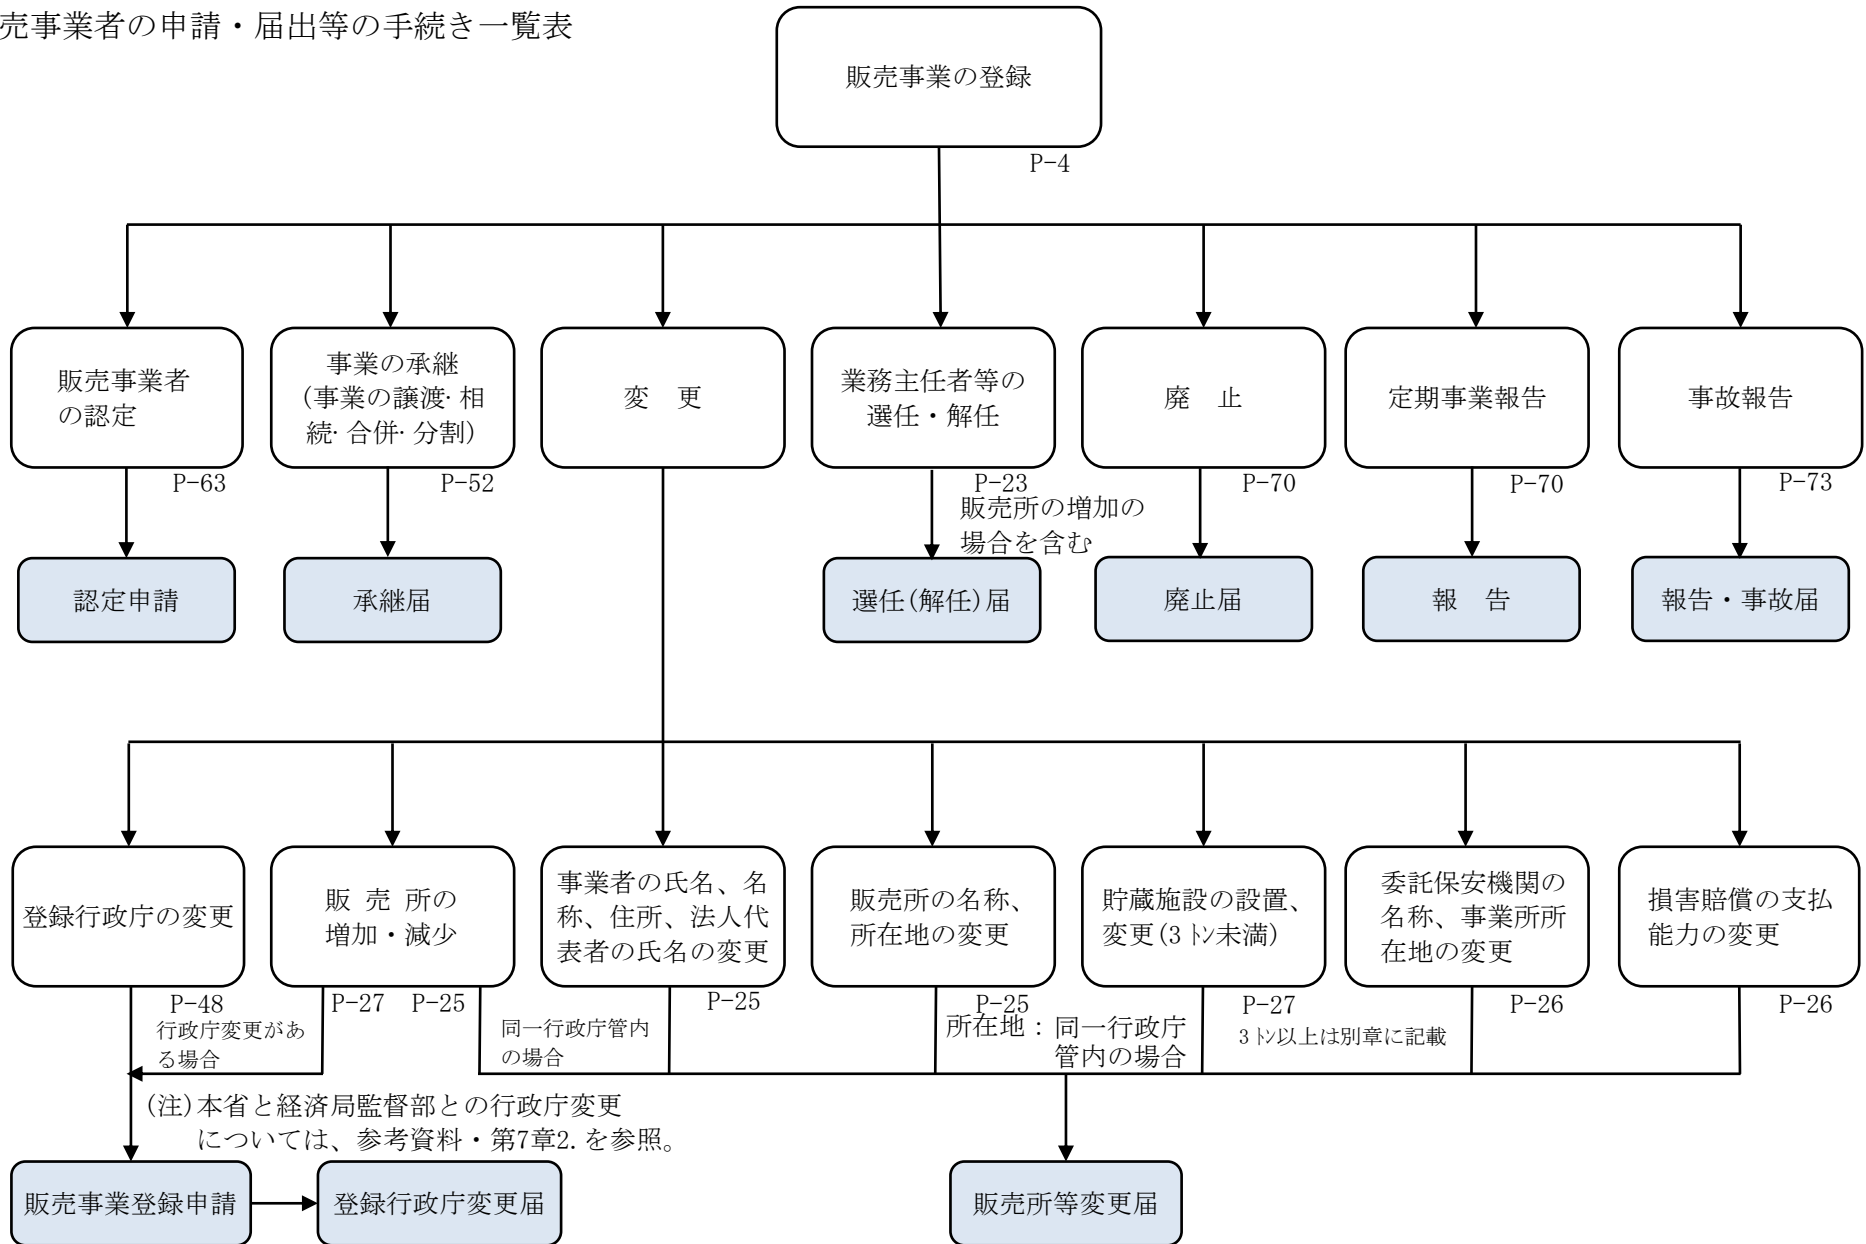 売事業者の申請・届出等の手続き一覧表
販売事業の登録
P-4
販売事業者
の認定
P-63
事業の承継
(事業の譲渡･相
続･合併･分割)
P-52
変　更
業務主任者等の
選任・解任
P-23
販売所の増加の
場合を含む
廃　止
P-70
定期事業報告
P-70
事故報告
P-73
認定申請
承継届
選任(解任)届
廃止届
報　告
報告・事故届
登録行政庁の変更
P-48
行政庁変更があ
る場合
販 売 所の
増加・減少
P-27
P-25
同一行政庁管内
の場合
事業者の氏名、名
称、住所、法人代
表者の氏名の変更
P-25
販売所の名称、
所在地の変更
P-25
所在地：同一行政庁
管内の場合
貯蔵施設の設置、
変更(3㌧未満)
P-27
3㌧以上は別章に記載
委託保安機関の
名称、事業所所
在地の変更
P-26
損害賠償の支払
能力の変更
P-26
(注)本省と経済局監督部との行政庁変更
については、参考資料・第7章2.を参照。
販売事業登録申請
登録行政庁変更届
販売所等変更届